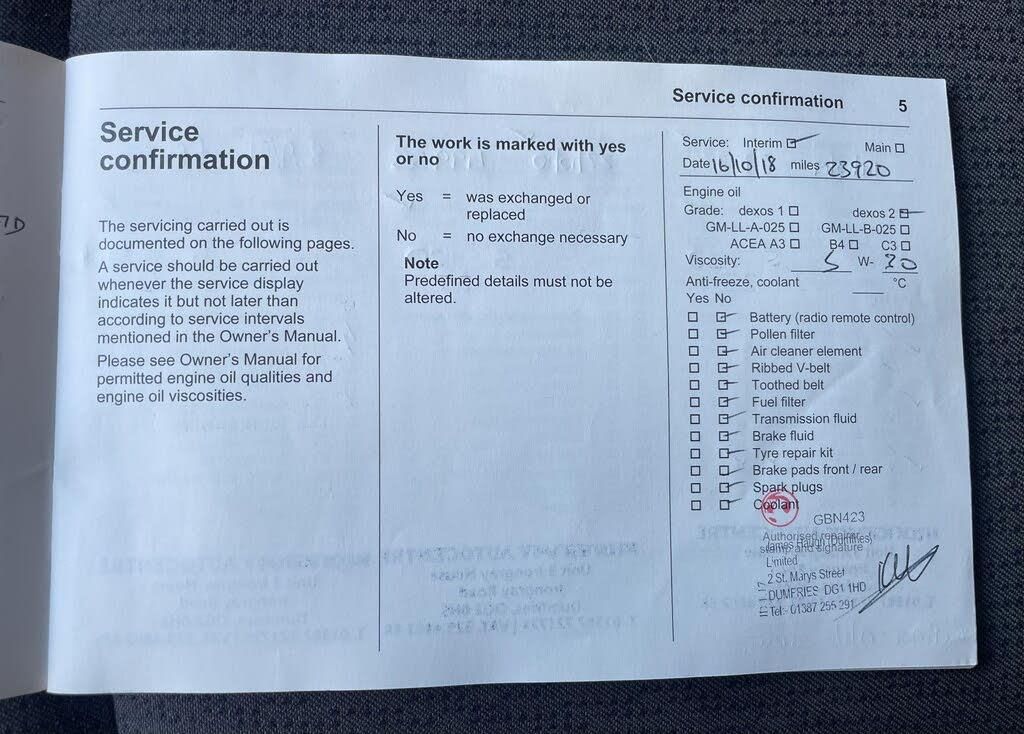 Service confirmation 5
Service
confirmation
The servicing carried out is
documented on the following pages.
A service should be carried out
whenever the service display
indicates it but not later than
according to service intervals
mentioned in the Owner's Manual.
Please see Owner's Manual for
permitted engine oil qualities and
engine oil viscosities.
The work is marked with yes
or no
Yes = was exchanged or
replaced
No = no exchange necessary
Note
Predefined details must not be
altered.
Service: Interim Main
Date 16/10/18 miles 23920
Engine oil
Grade: dexos 1 dexos 2
GM-LL-A-025 GM-LL-B-025
ACEA A3 B4 C3
Viscosity: 5 W- 30
Anti-freeze, coolant °C
Yes No
Battery (radio remote control)
Pollen filter
Air cleaner element
Ribbed V-belt
Toothed belt
Fuel filter
Transmission fluid
Brake fluid
Tyre repair kit
Brake pads front / rear
Spark plugs
Coolant
GBN423
Authorised repairer
James Haugh (Dumfries)
stamp and signature
Limited
2 St. Marys Street
DUMFRIES DG1 1HD
Tel:- 01387 255 291